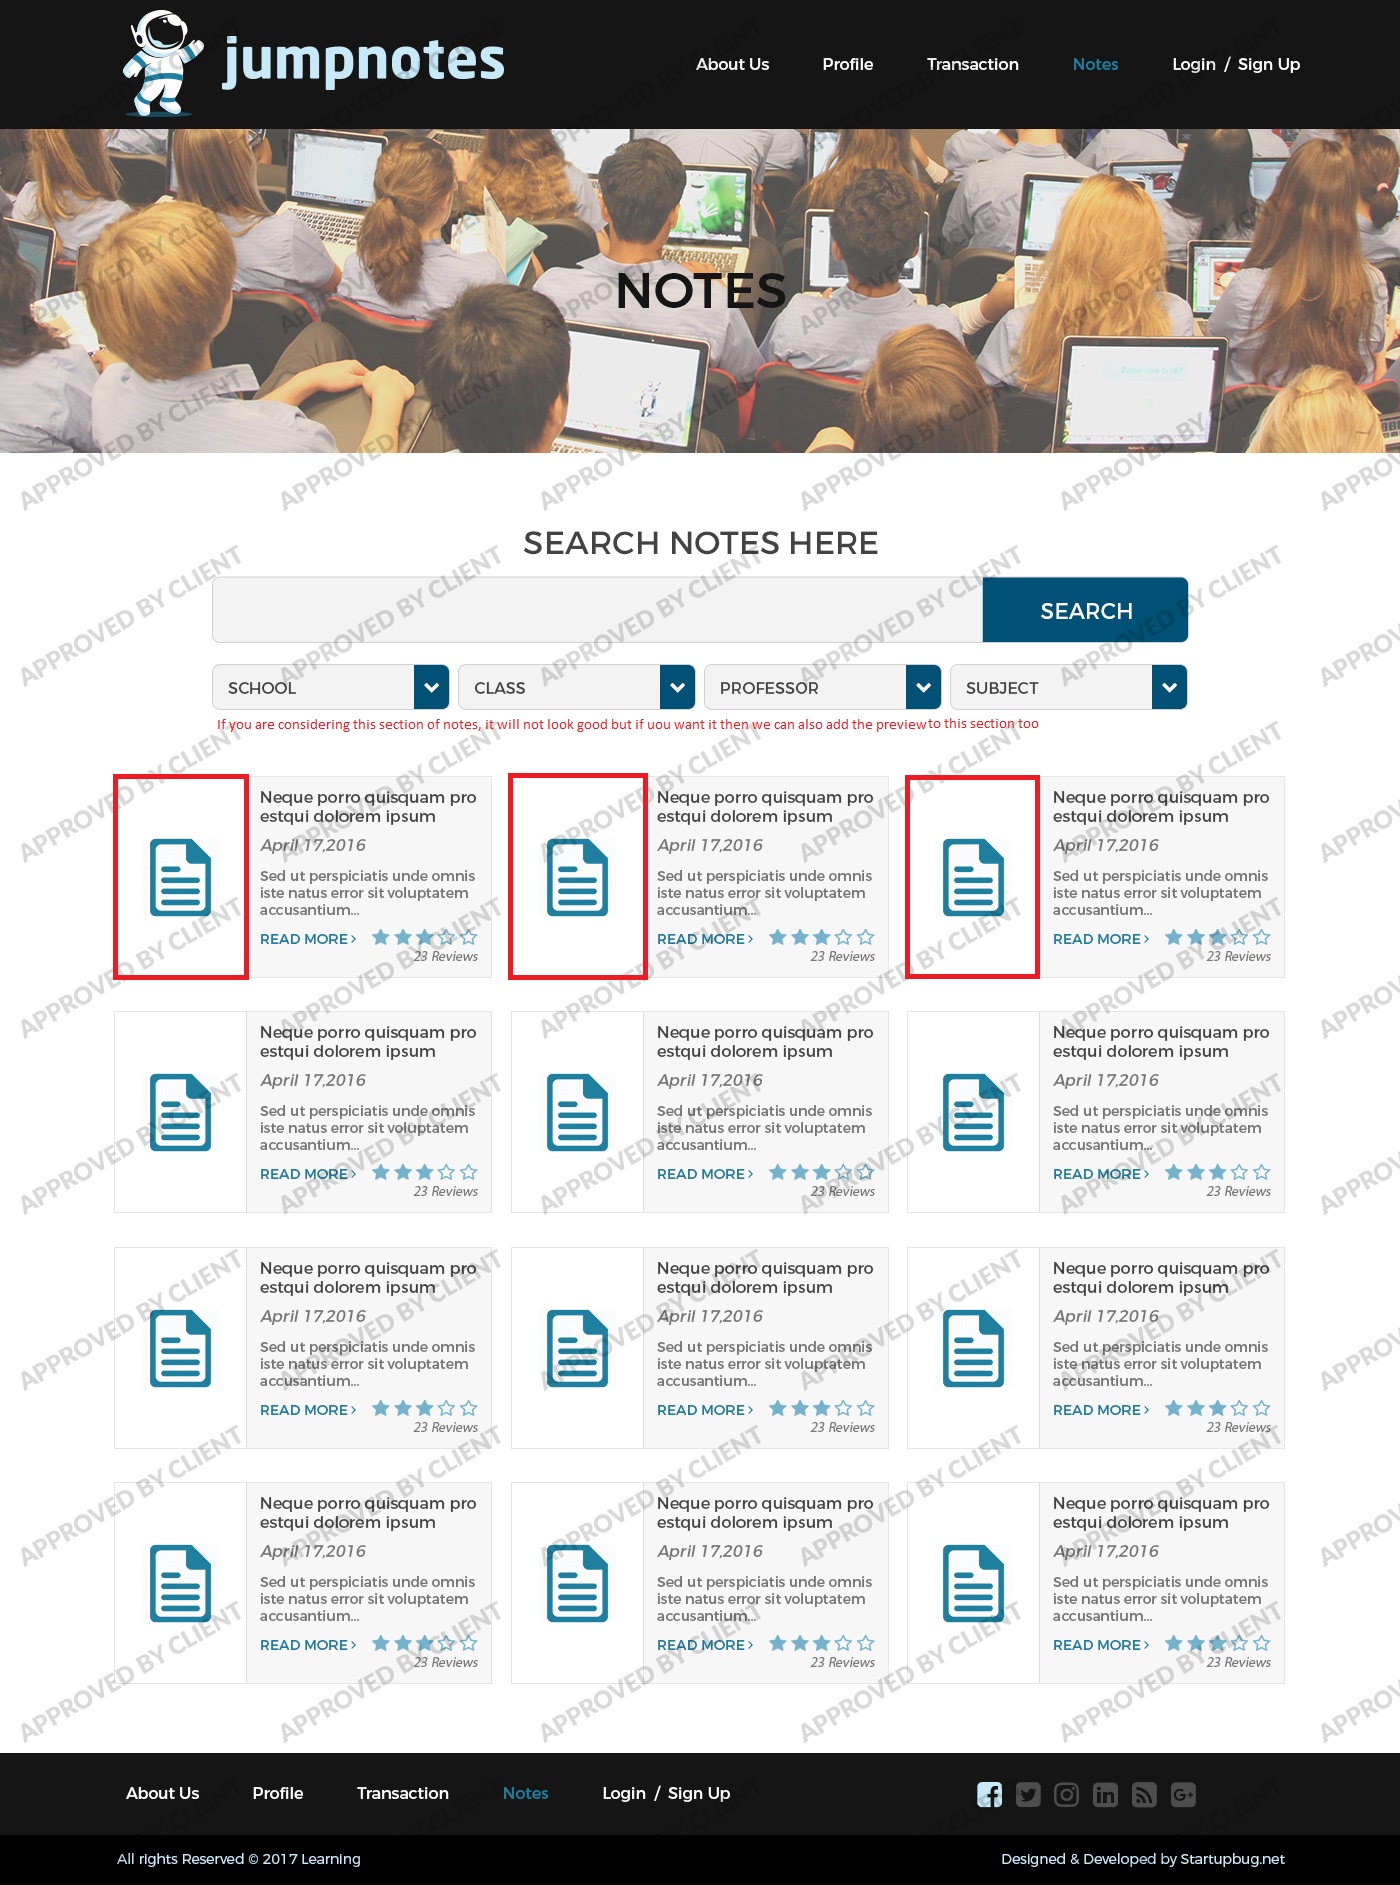 jumpnotes
About Us Profile Transaction Notes Login / Sign Up
NOTES
SEARCH NOTES HERE
SEARCH
SCHOOL CLASS PROFESSOR SUBJECT
If you are considering this section of notes, it will not look good but if uou want it then we can also add the preview to this section too
Neque porro quisquam pro
estqui dolorem ipsum
April 17,2016
Sed ut perspiciatis unde omnis
iste natus error sit voluptatem
accusantium...
READ MORE >
23 Reviews
Neque porro quisquam pro
estqui dolorem ipsum
April 17,2016
Sed ut perspiciatis unde omnis
iste natus error sit voluptatem
accusantium...
READ MORE >
23 Reviews
Neque porro quisquam pro
estqui dolorem ipsum
April 17,2016
Sed ut perspiciatis unde omnis
iste natus error sit voluptatem
accusantium...
READ MORE >
23 Reviews
Neque porro quisquam pro
estqui dolorem ipsum
April 17,2016
Sed ut perspiciatis unde omnis
iste natus error sit voluptatem
accusantium...
READ MORE >
23 Reviews
Neque porro quisquam pro
estqui dolorem ipsum
April 17,2016
Sed ut perspiciatis unde omnis
iste natus error sit voluptatem
accusantium...
READ MORE >
23 Reviews
Neque porro quisquam pro
estqui dolorem ipsum
April 17,2016
Sed ut perspiciatis unde omnis
iste natus error sit voluptatem
accusantium...
READ MORE >
23 Reviews
Neque porro quisquam pro
estqui dolorem ipsum
April 17,2016
Sed ut perspiciatis unde omnis
iste natus error sit voluptatem
accusantium...
READ MORE >
23 Reviews
Neque porro quisquam pro
estqui dolorem ipsum
April 17,2016
Sed ut perspiciatis unde omnis
iste natus error sit voluptatem
accusantium...
READ MORE >
23 Reviews
Neque porro quisquam pro
estqui dolorem ipsum
April 17,2016
Sed ut perspiciatis unde omnis
iste natus error sit voluptatem
accusantium...
READ MORE >
23 Reviews
Neque porro quisquam pro
estqui dolorem ipsum
April 17,2016
Sed ut perspiciatis unde omnis
iste natus error sit voluptatem
accusantium...
READ MORE >
23 Reviews
Neque porro quisquam pro
estqui dolorem ipsum
April 17,2016
Sed ut perspiciatis unde omnis
iste natus error sit voluptatem
accusantium...
READ MORE >
23 Reviews
Neque porro quisquam pro
estqui dolorem ipsum
April 17,2016
Sed ut perspiciatis unde omnis
iste natus error sit voluptatem
accusantium...
READ MORE >
23 Reviews
About Us Profile Transaction Notes Login / Sign Up
All rights Reserved © 2017 Learning
Designed & Developed by Startupbug.net
APPROVED BY CLIENT